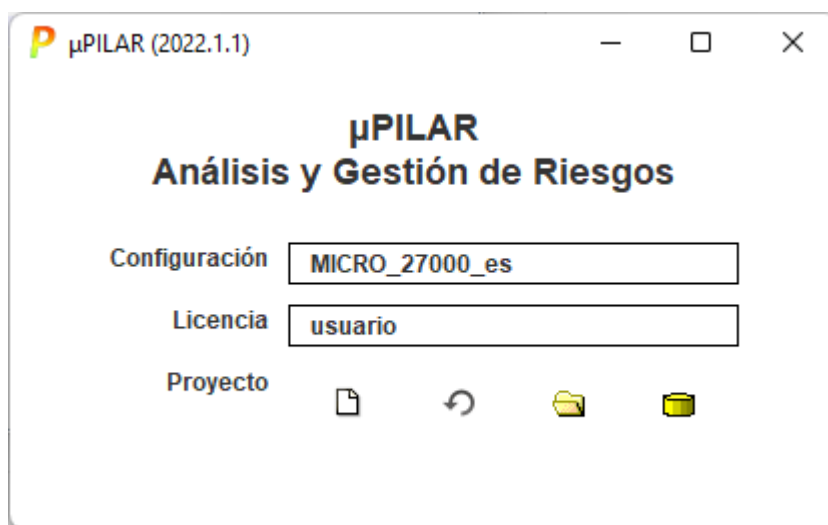 µPILAR (2022.1.1)
µPILAR
Análisis y Gestión de Riesgos
Configuración MICRO_27000_es
Licencia usuario
Proyecto